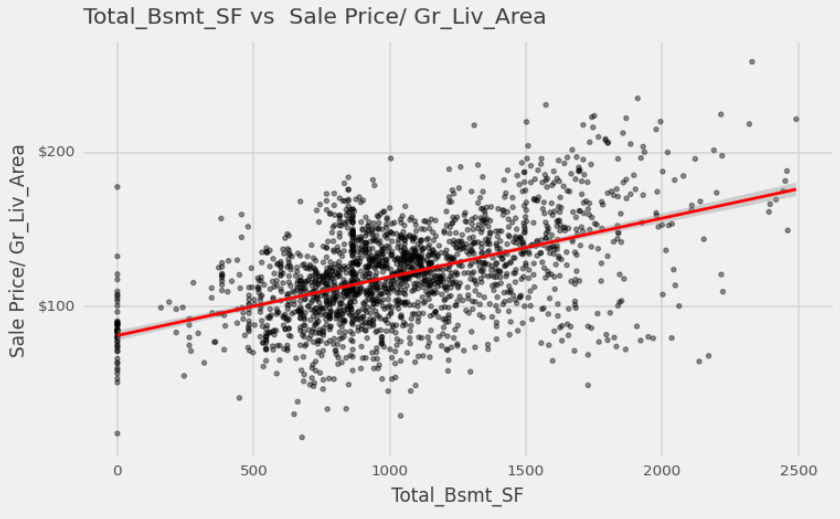 Total_Bsmt_SF vs  Sale Price/ Gr_Liv_Area
Sale Price/ Gr_Liv_Area
$200
$100
0
500
1000
1500
2000
2500
Total_Bsmt_SF